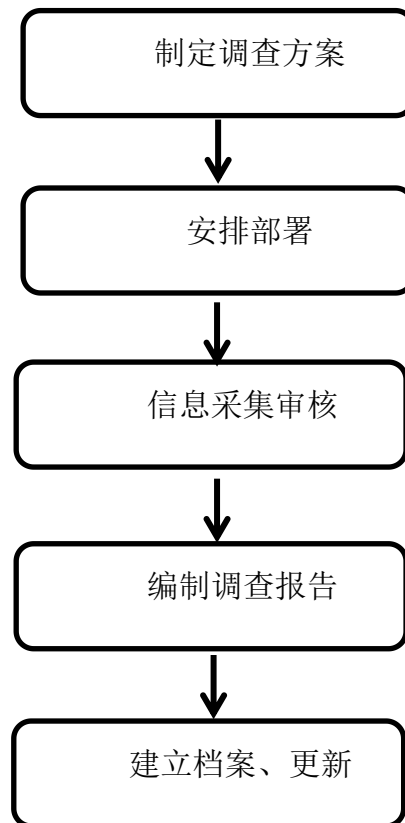 制定调查方案
安排部署
信息采集审核
编制调查报告
建立档案、更新